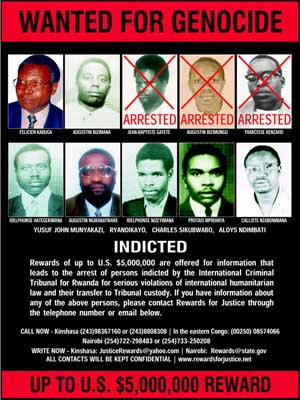 WANTED FOR GENOCIDE
ARRESTED ARRESTED ARRESTED
FELICIEN KABUGA AUGUSTIN BIZIMANA JEAN-BAPTISTE GATETE AUGUSTIN BIZIMUNGU THARCISSE RENZAHO
IDELPHONSE HATEGEKIMANA AUGUSTIN NGIRABATWARE IDELPHONSE NIZEYIMANA PROTAIS MPIRANYA CALLIXTE NZABONIMANA
YUSUF JOHN MUNYAKAZI, RYANDIKAYO, CHARLES SIKUBWABO, ALOYS NDIMBATI
INDICTED
Rewards of up to U.S. $5,000,000 are offered for information
that leads to the arrest of persons indicted by the International Criminal
Tribunal for Rwanda for serious violations of international humanitarian
law and their transfer to Tribunal custody. If you have information about
any of the above persons, please contact Rewards for Justice through
the telephone number or email below.
CALL NOW - Kinshasa (243)98367160 or (243)8808308 | In the eastern Congo: (00250) 08574066
Nairobi (254)722-298483 or (254)733-250208
WRITE NOW - Kinshasa: JusticeRewards@yahoo.com | Nairobi: Rewards@state.gov
ALL CONTACTS WILL BE KEPT CONFIDENTIAL | www.rewardsforjustice.net
UP TO U.S. $5,000,000 REWARD